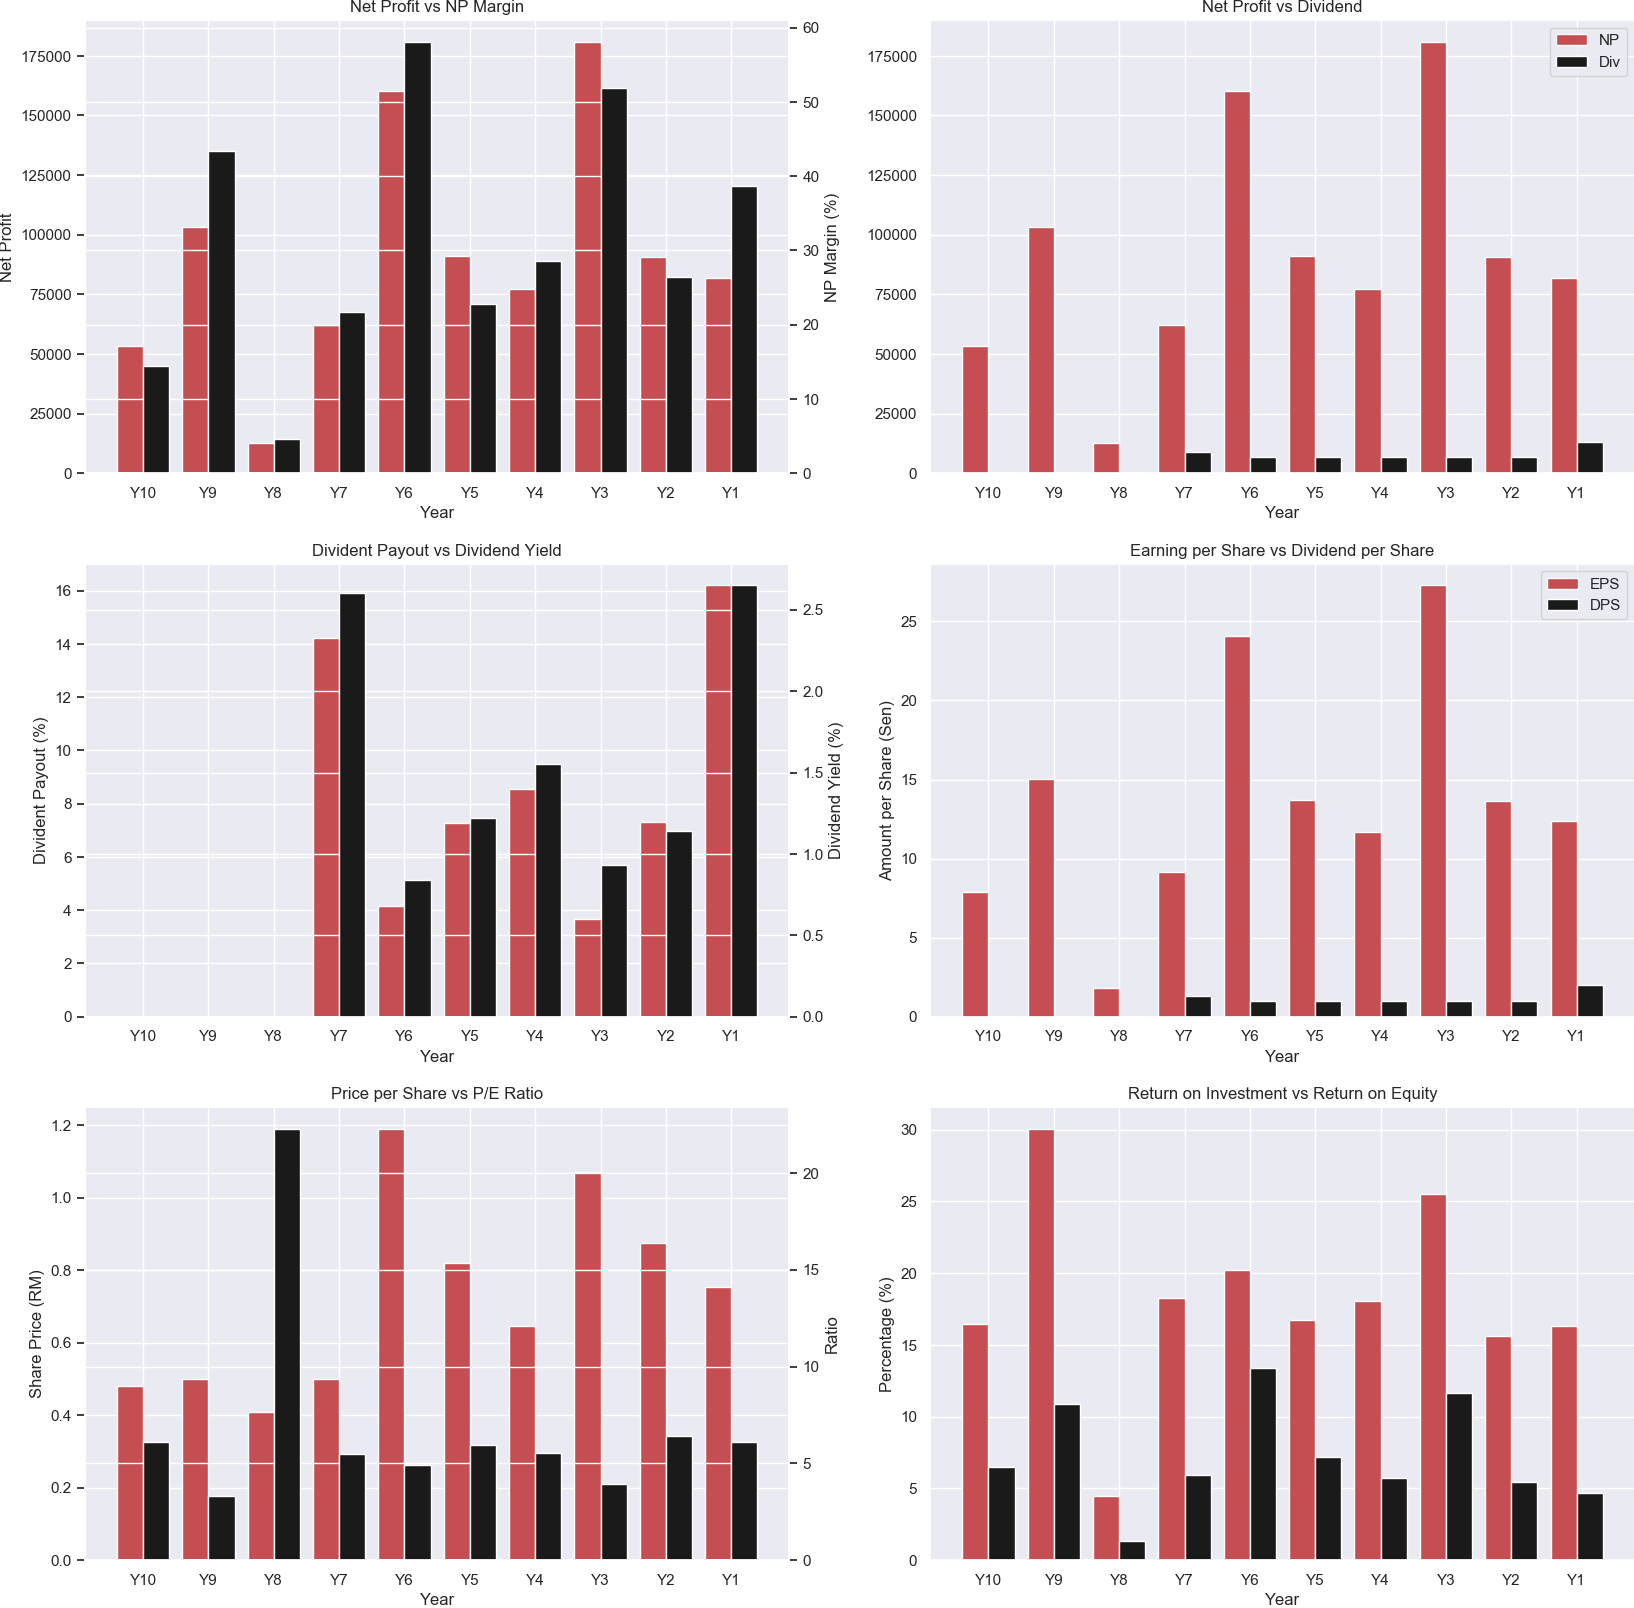 Net Profit vs NP Margin
175000
150000
125000
100000
75000
50000
25000
0
Net Profit
60
50
40
30
20
10
0
NP Margin (%)
Y10 Y9 Y8 Y7 Y6 Y5 Y4 Y3 Y2 Y1
Year
Net Profit vs Dividend
175000
150000
125000
100000
75000
50000
25000
0
NP
Div
Y10 Y9 Y8 Y7 Y6 Y5 Y4 Y3 Y2 Y1
Year
Divident Payout vs Dividend Yield
16
14
12
10
8
6
4
2
0
Divident Payout (%)
2.5
2.0
1.5
1.0
0.5
0.0
Dividend Yield (%)
Y10 Y9 Y8 Y7 Y6 Y5 Y4 Y3 Y2 Y1
Year
Earning per Share vs Dividend per Share
25
20
15
10
5
0
Amount per Share (Sen)
EPS
DPS
Y10 Y9 Y8 Y7 Y6 Y5 Y4 Y3 Y2 Y1
Year
Price per Share vs P/E Ratio
1.2
1.0
0.8
0.6
0.4
0.2
0.0
Share Price (RM)
20
15
10
5
0
Ratio
Y10 Y9 Y8 Y7 Y6 Y5 Y4 Y3 Y2 Y1
Year
Return on Investment vs Return on Equity
30
25
20
15
10
5
0
Percentage (%)
Y10 Y9 Y8 Y7 Y6 Y5 Y4 Y3 Y2 Y1
Year